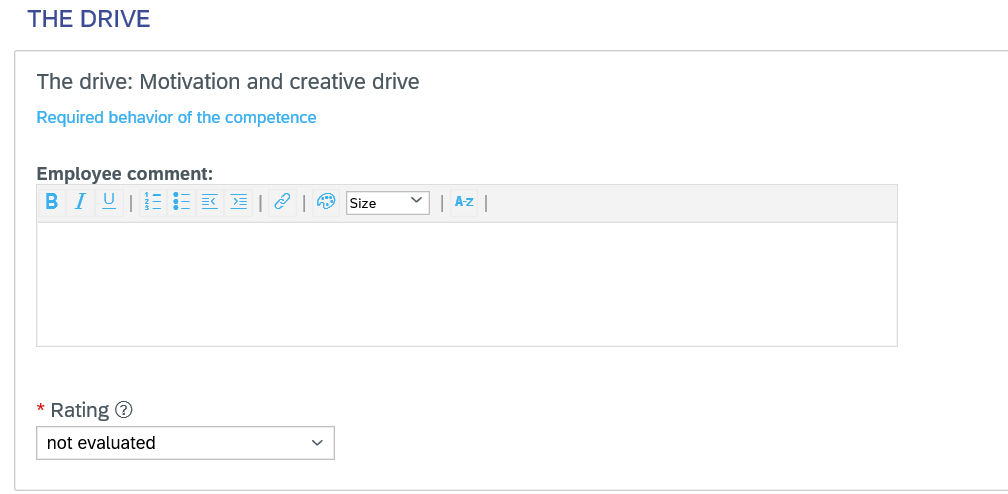 THE DRIVE
The drive: Motivation and creative drive
Required behavior of the competence
Employee comment:
B I U | | | Size | A-Z |
* Rating ?
not evaluated